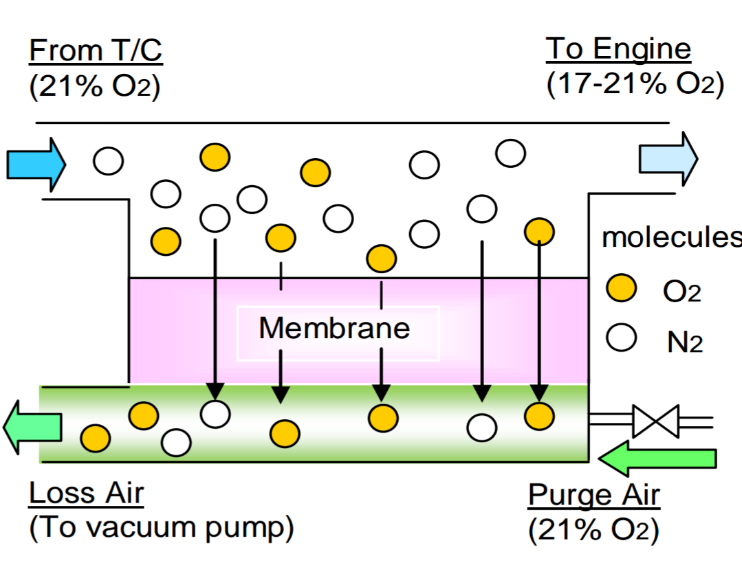 From T/C
(21% O2)
To Engine
(17-21% O2)
molecules
O2
N2
Membrane
Loss Air
(To vacuum pump)
Purge Air
(21% O2)